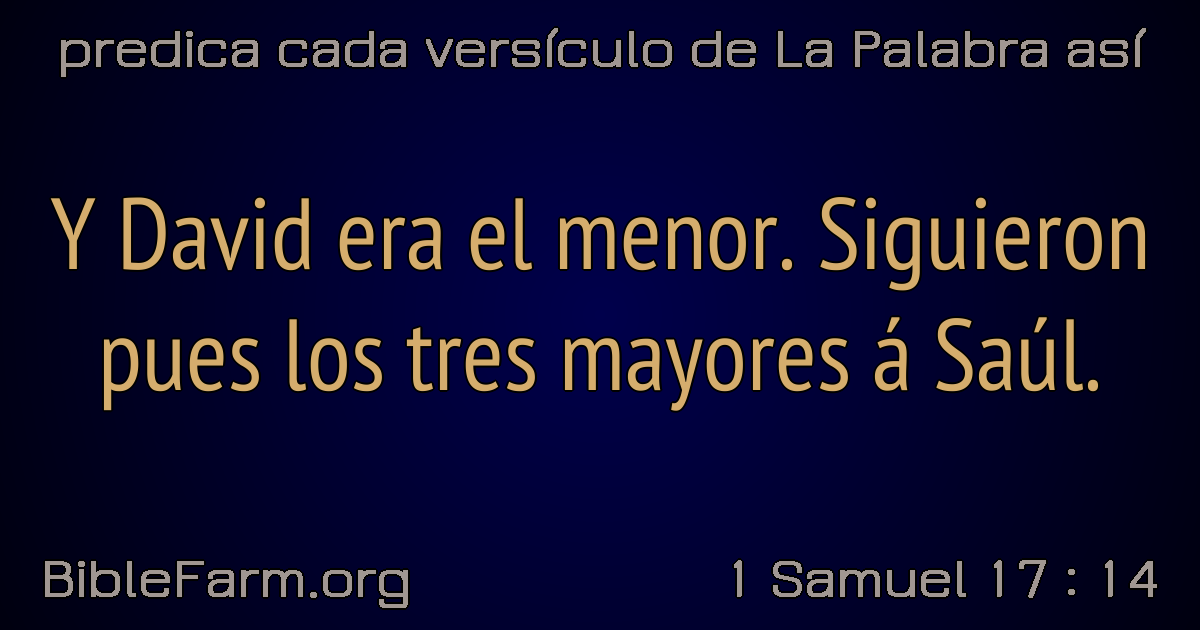 predica cada versículo de La Palabra así
Y David era el menor. Siguieron
pues los tres mayores á Saúl.
BibleFarm.org
1 Samuel 17 : 14